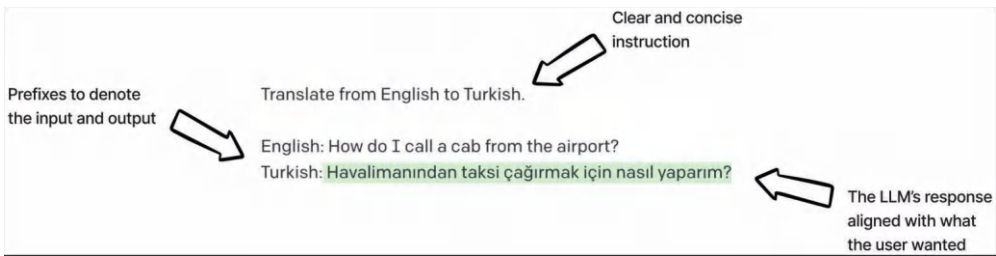 Clear and concise
instruction
Prefixes to denote
the input and output
Translate from English to Turkish.
English: How do I call a cab from the airport?
Turkish: Havalimanından taksi çağırmak için nasıl yaparım?
The LLM's response
aligned with what
the user wanted